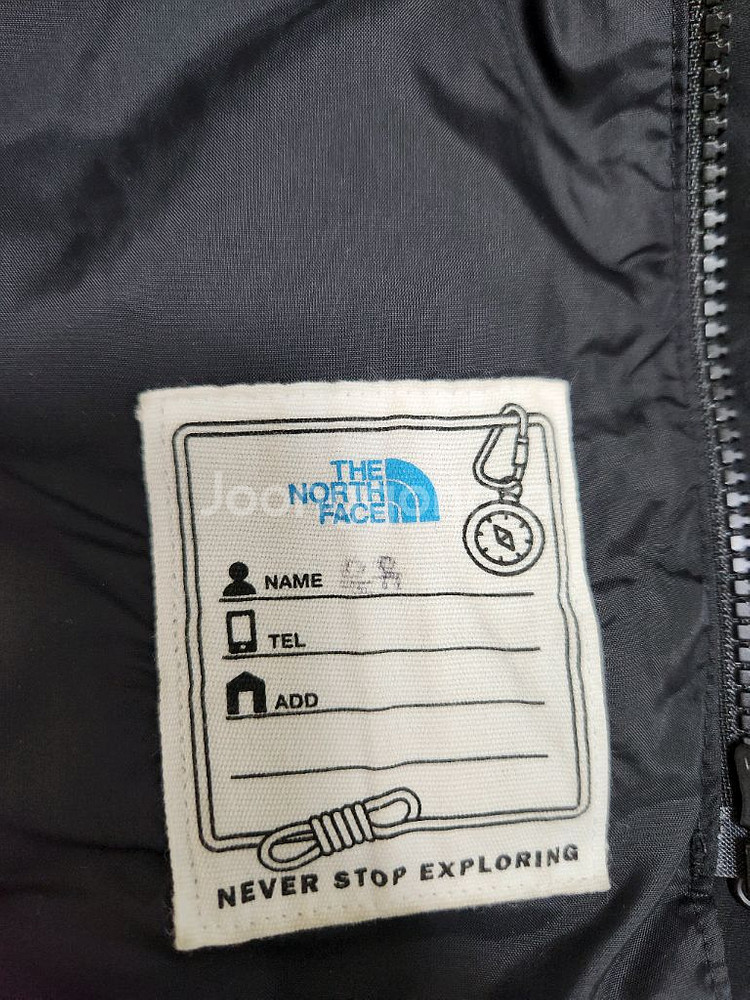 THE
NORTH
FACE
NAME
TEL
ADD
NEVER STOP EXPLORING